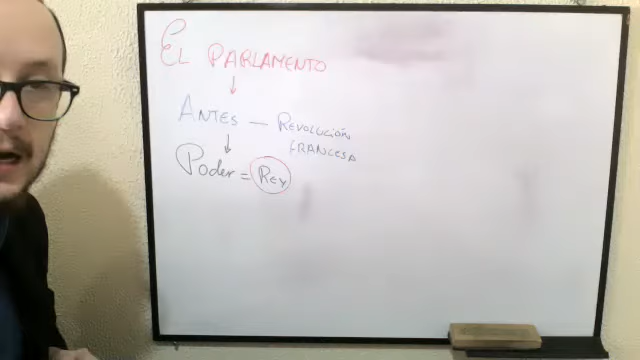 El PARLAMENTO
↓
ANTES — REVOLUCIÓN
FRANCESA
↓
Poder = Rey